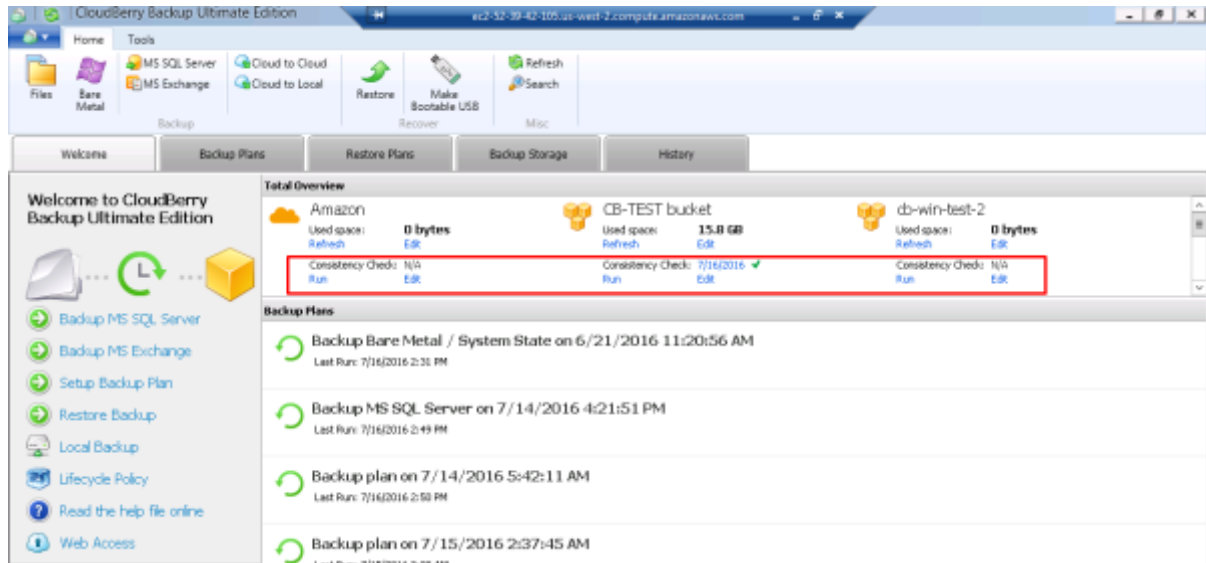 CloudBerry Backup Ultimate Edition
ec2-52-39-42-105.us-west-2.compute.amazonaws.com
Home Tools
Files
Bare Metal
MS SQL Server
MS Exchange
Cloud to Cloud
Cloud to Local
Backup
Restore
Make Bootable USB
Recover
Refresh
Search
Misc
Welcome Backup Plans Restore Plans Backup Storage History
Welcome to CloudBerry
Backup Ultimate Edition
Backup MS SQL Server
Backup MS Exchange
Setup Backup Plan
Restore Backup
Local Backup
Lifecycle Policy
Read the help file online
Web Access
Total Overview
Amazon
Used space: 0 bytes
Refresh Edit
Consistency Check: N/A
Run Edit
CB-TEST bucket
Used space: 15.8 GB
Refresh Edit
Consistency Check: 7/16/2016
Run Edit
cb-win-test-2
Used space: 0 bytes
Refresh Edit
Consistency Check: N/A
Run Edit
Backup Plans
Backup Bare Metal / System State on 6/21/2016 11:20:56 AM
Last Run: 7/16/2016 2:31 PM
Backup MS SQL Server on 7/14/2016 4:21:51 PM
Last Run: 7/16/2016 2:49 PM
Backup plan on 7/14/2016 5:42:11 AM
Last Run: 7/16/2016 2:50 PM
Backup plan on 7/15/2016 2:37:45 AM